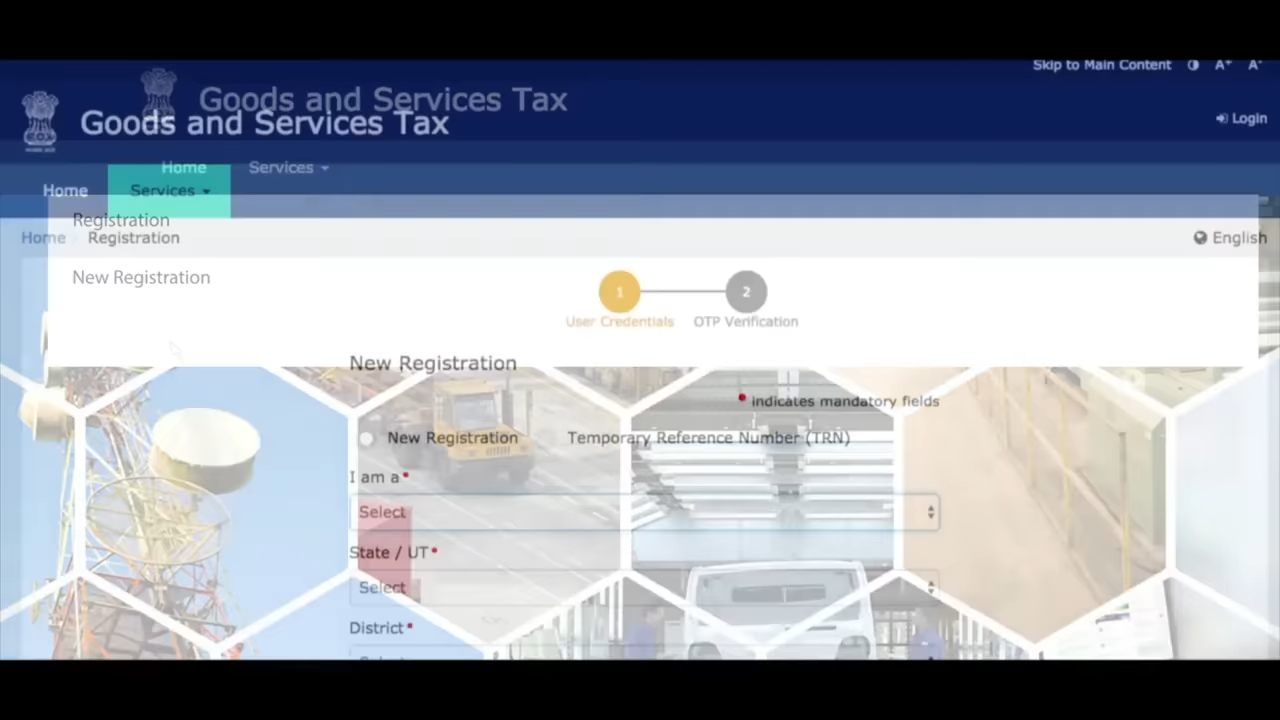 Skip to Main Content A+ A-
Goods and Services Tax
Goods and Services Tax
Login
Home Services
Home Services
Registration
Home Registration English
New Registration
1 2
User Credentials OTP Verification
New Registration
• indicates mandatory fields
New Registration Temporary Reference Number (TRN)
I am a•
Select
State / UT•
Select
District•